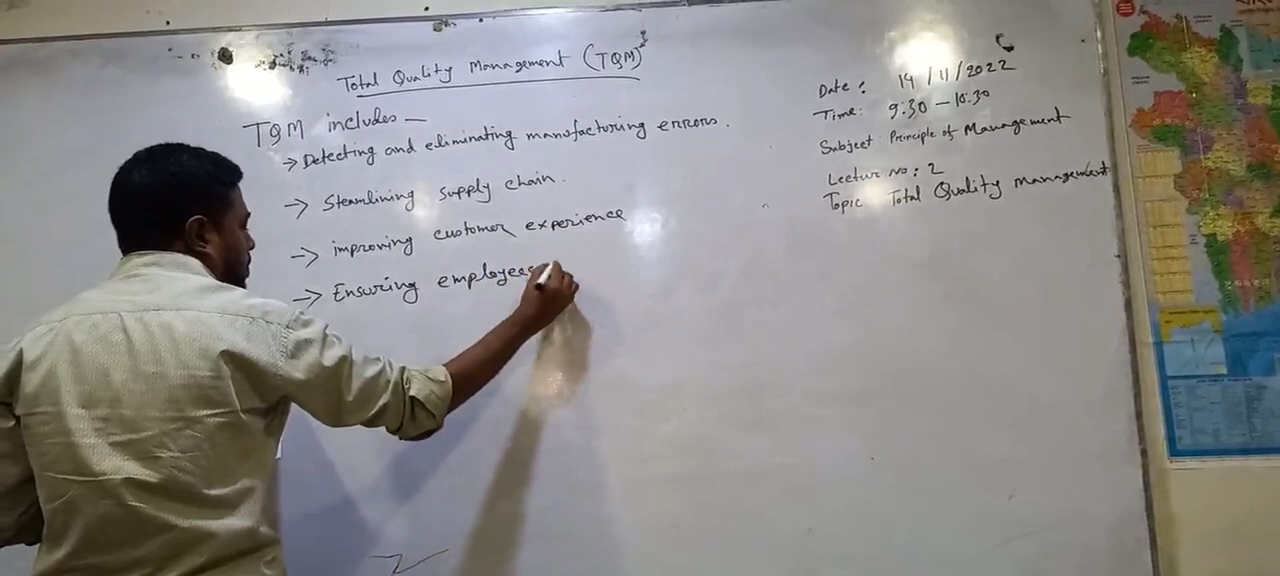 Total Quality Management (TQM)
TQM includes —
→ Detecting and eliminating manufacturing errors.
→ Steamlining supply chain.
→ improving customer experience
→ Ensuring employees
Date: 14/11/2022
Time: 9:30 – 10:30
Subject Principle of Management
Lecture No: 2
Topic Total Quality management